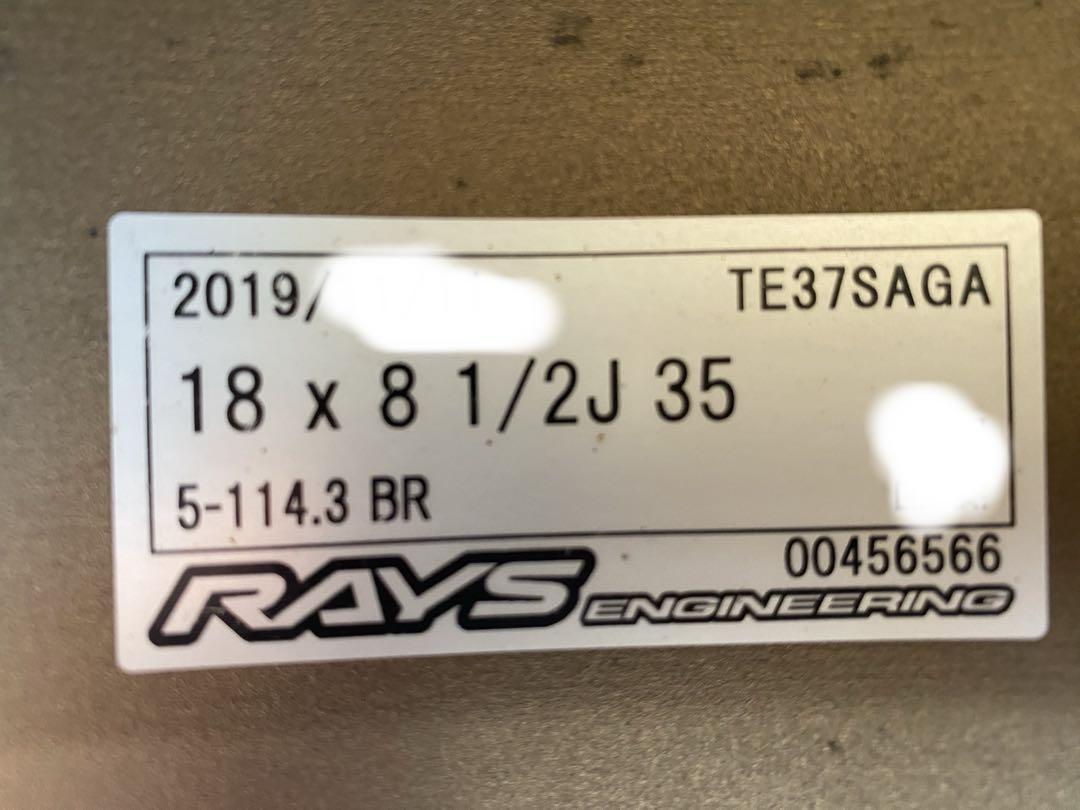 2019/
TE37SAGA
18 x 8 1/2J 35
5-114.3 BR
00456566
RAYS ENGINEERING